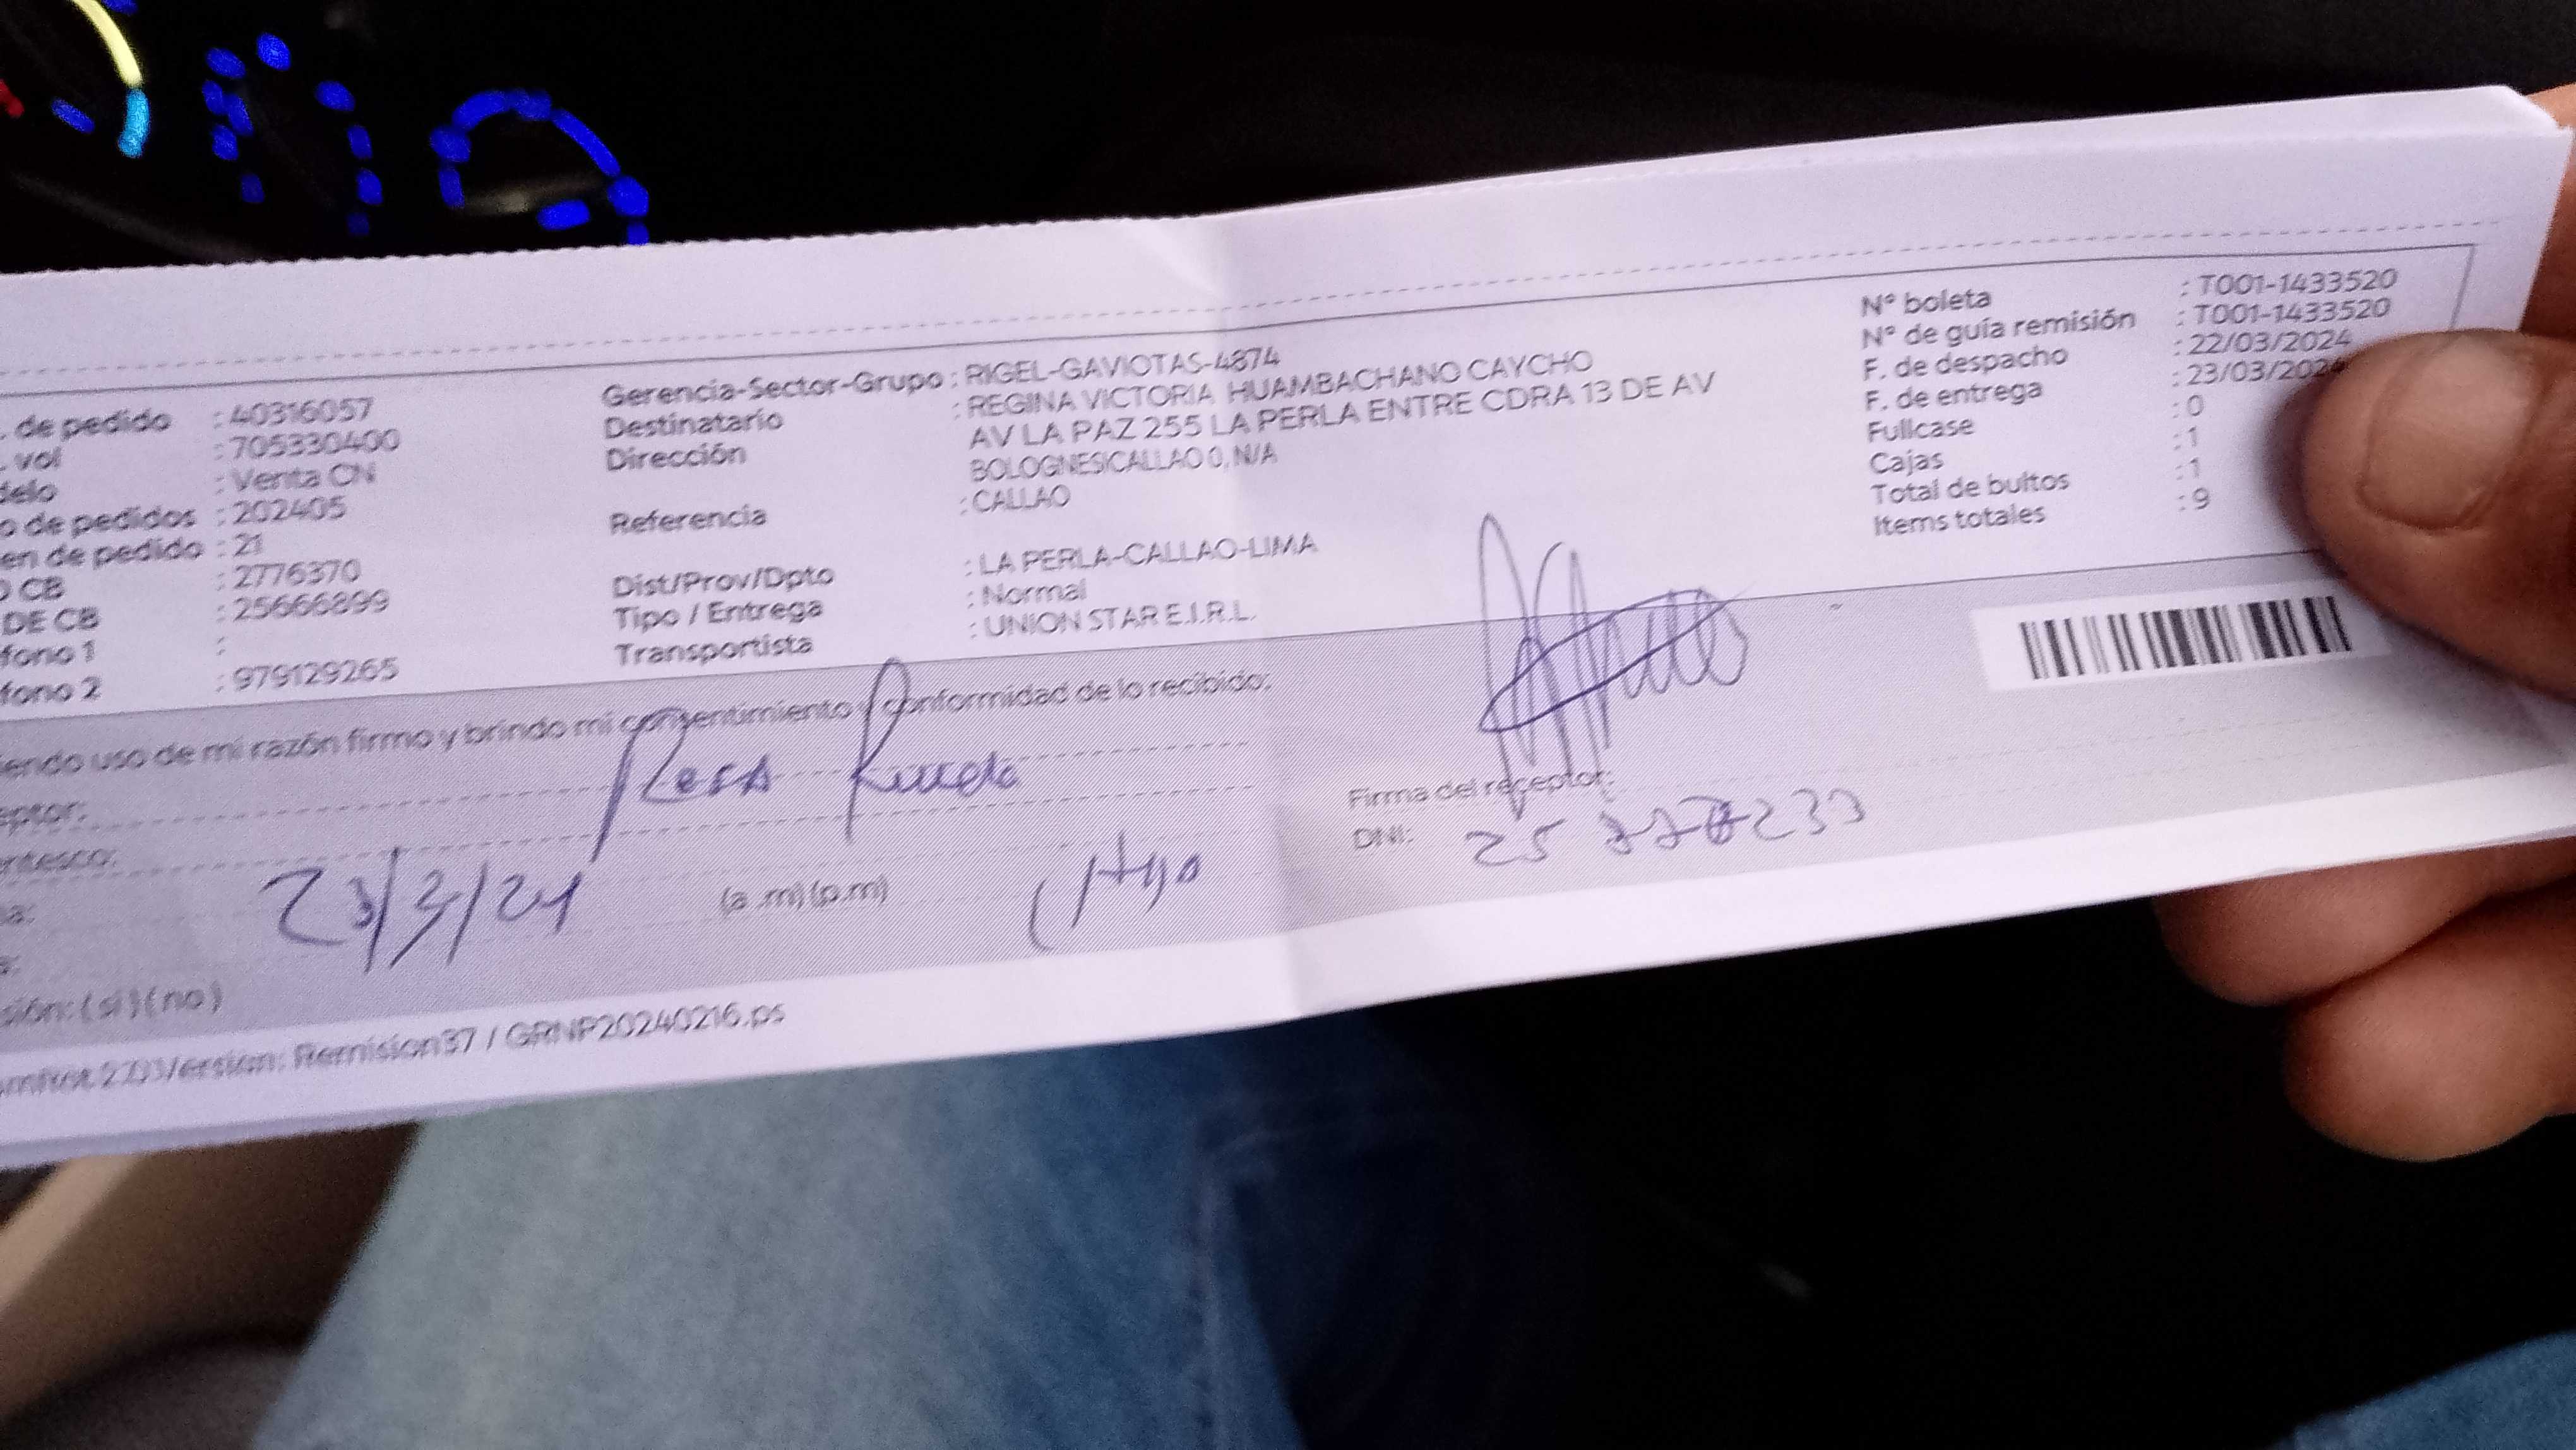 . de pedido : 40316057
. vol : 705330400
delo : Venta CN
o de pedidos : 202405
en de pedido : 21
O CB : 2776370
DE CB : 25666899
fono 1 :
fono 2 : 979129265
Gerencia-Sector-Grupo : RIGEL-GAVIOTAS-4874
Destinatario : REGINA VICTORIA HUAMBACHANO CAYCHO
Dirección AV LA PAZ 255 LA PERLA ENTRE CDRA 13 DE AV
BOLOGNESICALLAO 0, N/A
Referencia : CALLAO
Dist/Prov/Dpto : LA PERLA-CALLAO-LIMA
Tipo / Entrega : Normal
Transportista : UNION STAR E.I.R.L.
N° boleta : T001-1433520
N° de guía remisión : T001-1433520
F. de despacho : 22/03/2024
F. de entrega : 23/03/2024
Fullcase : 0
Cajas : 1
Total de bultos : 1
Items totales : 9
iendo uso de mi razón firmo y brindo mi consentimiento y conformidad de lo recibido:
eptor:
entesco:
23/3/24 (a .m) (p.m) Hijo
sión: ( si ) ( no )
Firma del receptor:
DNI: 25
Remision37 / GRNP20240216.ps